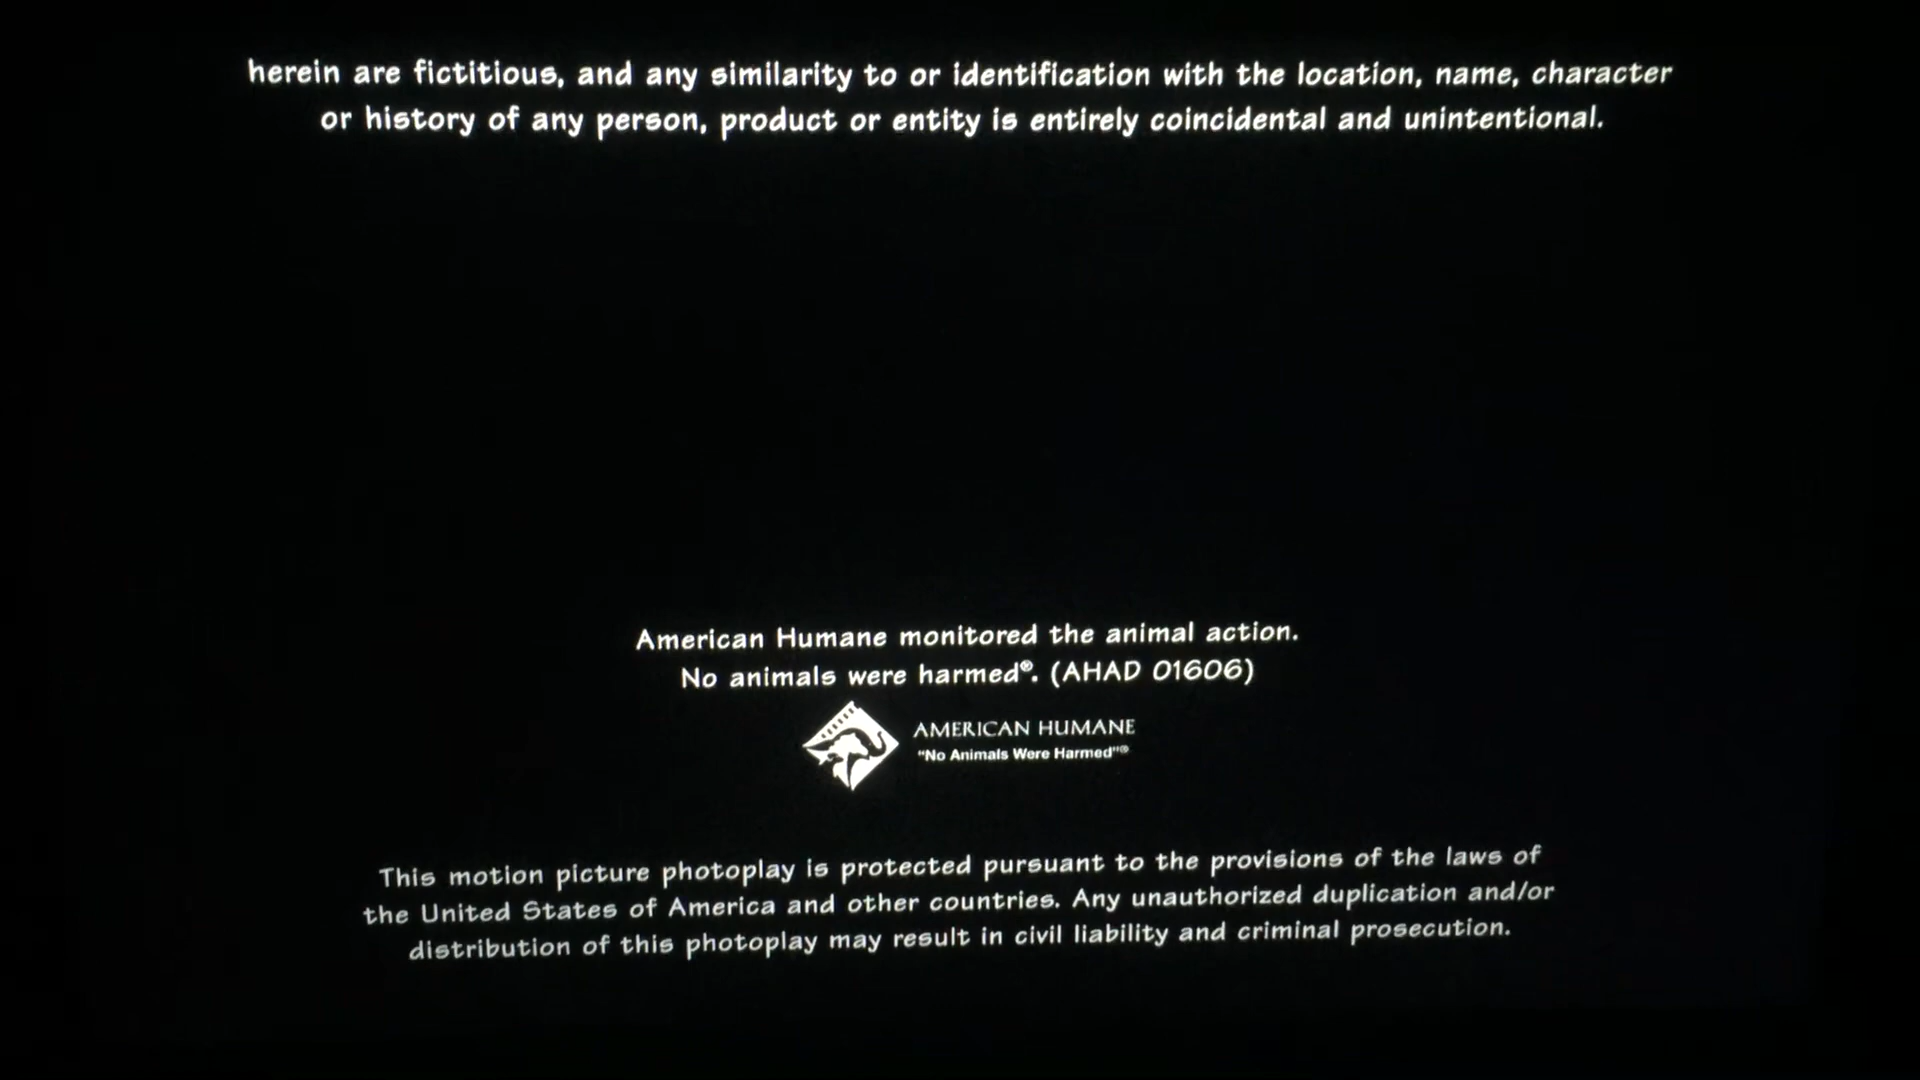 herein are fictitious, and any similarity to or identification with the location, name, character
or history of any person, product or entity is entirely coincidental and unintentional.
American Humane monitored the animal action.
No animals were harmed®. (AHAD 01606)
AMERICAN HUMANE
"No Animals Were Harmed"®
This motion picture photoplay is protected pursuant to the provisions of the laws of
the United States of America and other countries. Any unauthorized duplication and/or
distribution of this photoplay may result in civil liability and criminal prosecution.